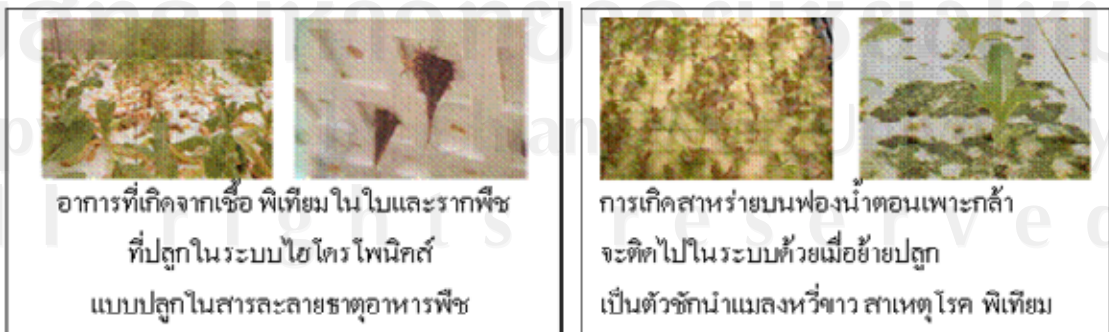 อาการที่เกิดจากเชื้อ พิเทียม ในใบและรากพืช
ที่ปลูกในระบบไฮโดรโพนิคส์
แบบปลูกในสารละลายธาตุอาหารพืช
การเกิดสาหร่ายบนฟองน้ำตอนเพาะกล้า
จะติดไปในระบบด้วยเมื่อย้ายปลูก
เป็นตัวชักนำแมลงหวี่ขาว สาเหตุโรค พิเทียม